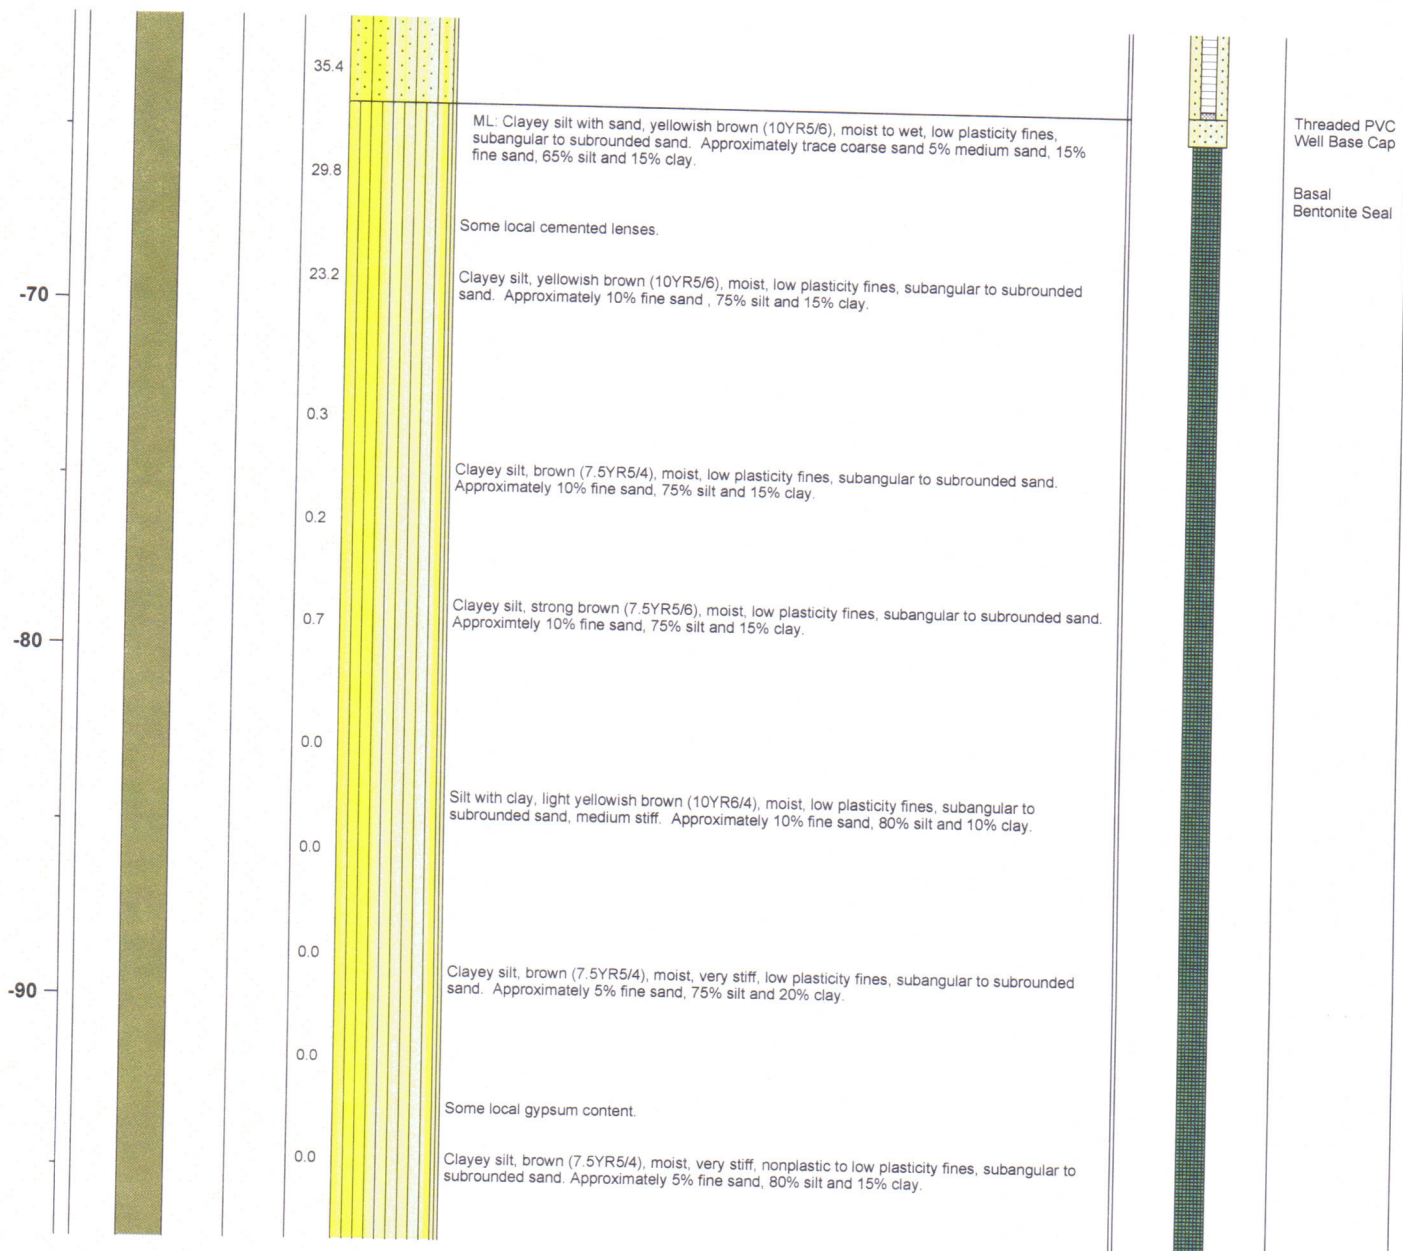 35.4
ML: Clayey silt with sand, yellowish brown (10YR5/6), moist to wet, low plasticity fines,
subangular to subrounded sand. Approximately trace coarse sand 5% medium sand, 15%
fine sand, 65% silt and 15% clay.
Threaded PVC
Well Base Cap
29.8
Basal
Bentonite Seal
Some local cemented lenses.
23.2
-70
Clayey silt, yellowish brown (10YR5/6), moist, low plasticity fines, subangular to subrounded
sand. Approximately 10% fine sand , 75% silt and 15% clay.
0.3
Clayey silt, brown (7.5YR5/4), moist, low plasticity fines, subangular to subrounded sand.
Approximately 10% fine sand, 75% silt and 15% clay.
0.2
0.7
Clayey silt, strong brown (7.5YR5/6), moist, low plasticity fines, subangular to subrounded sand.
Approximtely 10% fine sand, 75% silt and 15% clay.
-80
0.0
Silt with clay, light yellowish brown (10YR6/4), moist, low plasticity fines, subangular to
subrounded sand, medium stiff. Approximately 10% fine sand, 80% silt and 10% clay.
0.0
0.0
Clayey silt, brown (7.5YR5/4), moist, very stiff, low plasticity fines, subangular to subrounded
sand. Approximately 5% fine sand, 75% silt and 20% clay.
-90
0.0
Some local gypsum content.
0.0
Clayey silt, brown (7.5YR5/4), moist, very stiff, nonplastic to low plasticity fines, subangular to
subrounded sand. Approximately 5% fine sand, 80% silt and 15% clay.